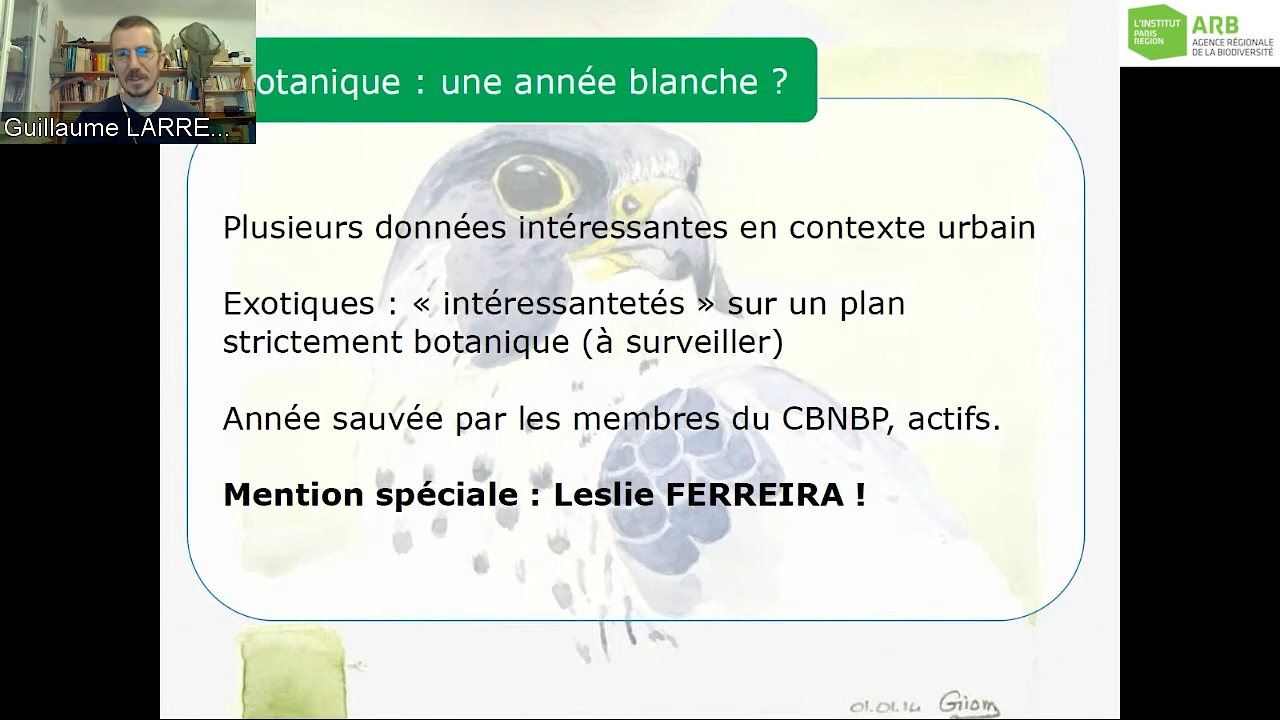 Guillaume LARRE...
otanique : une année blanche ?
L'INSTITUT
PARIS
REGION
ARB
AGENCE RÉGIONALE
DE LA BIODIVERSITÉ
Plusieurs données intéressantes en contexte urbain
Exotiques : « intéressantetés » sur un plan
strictement botanique (à surveiller)
Année sauvée par les membres du CBNBP, actifs.
Mention spéciale : Leslie FERREIRA !
01.01.14 Giom